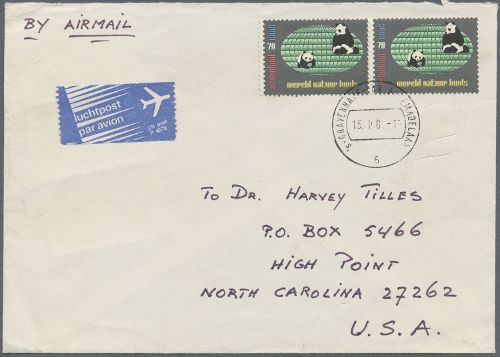 BY AIRMAIL
70
nederland
wereld natuur fonds
70
nederland
wereld natuur fonds
luchtpost
par avion
's-GRAVENHAGE
5
To DR. HARVEY TILLES
P.O. BOX 5466
HIGH POINT
NORTH CAROLINA 27262
U.S.A.